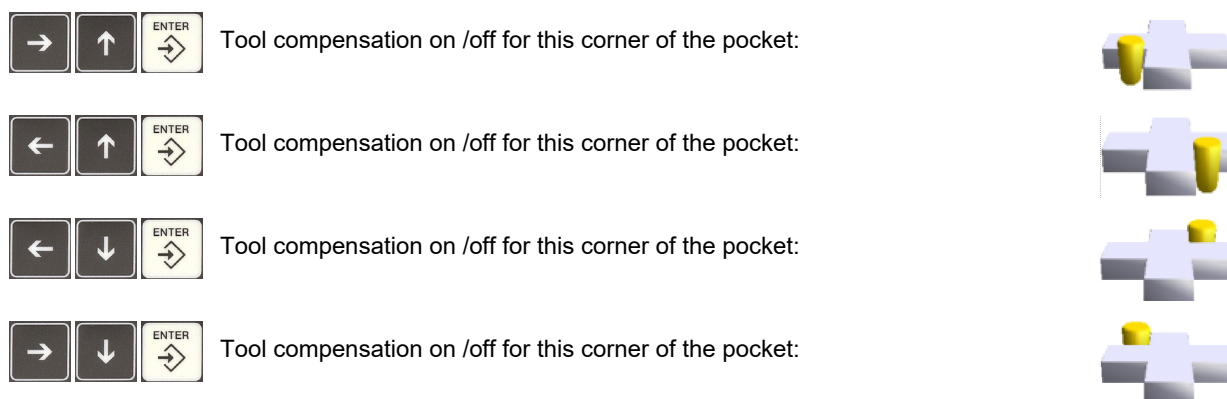 ENTER
Tool compensation on /off for this corner of the pocket:
ENTER
Tool compensation on /off for this corner of the pocket:
ENTER
Tool compensation on /off for this corner of the pocket:
ENTER
Tool compensation on /off for this corner of the pocket: